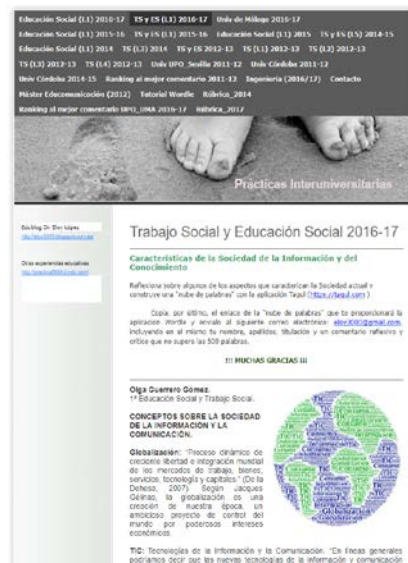 Educación Social (L1) 2016-17 TS y ES (L1) 2016-17 Univ de Málaga 2016-17
Educación Social (L1) 2015-16 TS y ES (L1) 2015-16 Educación Social (L1) 2015 TS y ES (L5) 2014-15
Educación Social (L1) 2014 TS (L3) 2014 TS y ES 2012-13 TS (L1) 2012-13 TS (L2) 2012-13
TS (L3) 2012-13 TS (L4) 2012-13 Univ UPO_Sevilla 2011-12 Univ Córdoba 2011-12
Univ Córdoba 2014-15 Ranking al mejor comentario 2011-12 Ingeniería (2016/17) Contacto
Máster Educomunicación (2012) Tutorial Wordle Rúbrica_2014
Ranking al mejor comentario UPO_UMA 2016-17 Rúbrica_2017
Prácticas Interuniversitarias
Edublog Dr. Eloy López
Otras experiencias educativas
Trabajo Social y Educación Social 2016-17
Características de la Sociedad de la Información y del
Conocimiento
Reflexiona sobre algunos de los aspectos que caracterizan la Sociedad actual y
construye una "nube de palabras" con la aplicación Tagul (https://tagul.com )
Copia, por último, el enlace de la "nube de palabras" que te proporcionará la
aplicación Wordle y envíalo al siguiente correo electrónico:
incluyendo en el mismo tu nombre, apellidos, titulación y un comentario reflexivo y
crítico que no supere las 500 palabras.
!!! MUCHAS GRACIAS !!!
Olga Guerrero Gómez.
1º Educación Social y Trabajo Social.
CONCEPTOS SOBRE LA SOCIEDAD
DE LA INFORMACIÓN Y LA
COMUNICACIÓN.
Globalización: "Proceso dinámico de
creciente libertad e integración mundial
de los mercados de trabajo, bienes,
servicios, tecnología y capitales." (De la
Dehesa, 2007) Según Jacques
Gélinas, la globalización es una
creación de nuestra época, un
ambicioso proyecto de control del
mundo por poderosos intereses
económicos.
TIC: Tecnologías de la Información y la Comunicación. "En líneas generales
podríamos decir que las nuevas tecnologías de la información y comunicación
TIC
Globalización